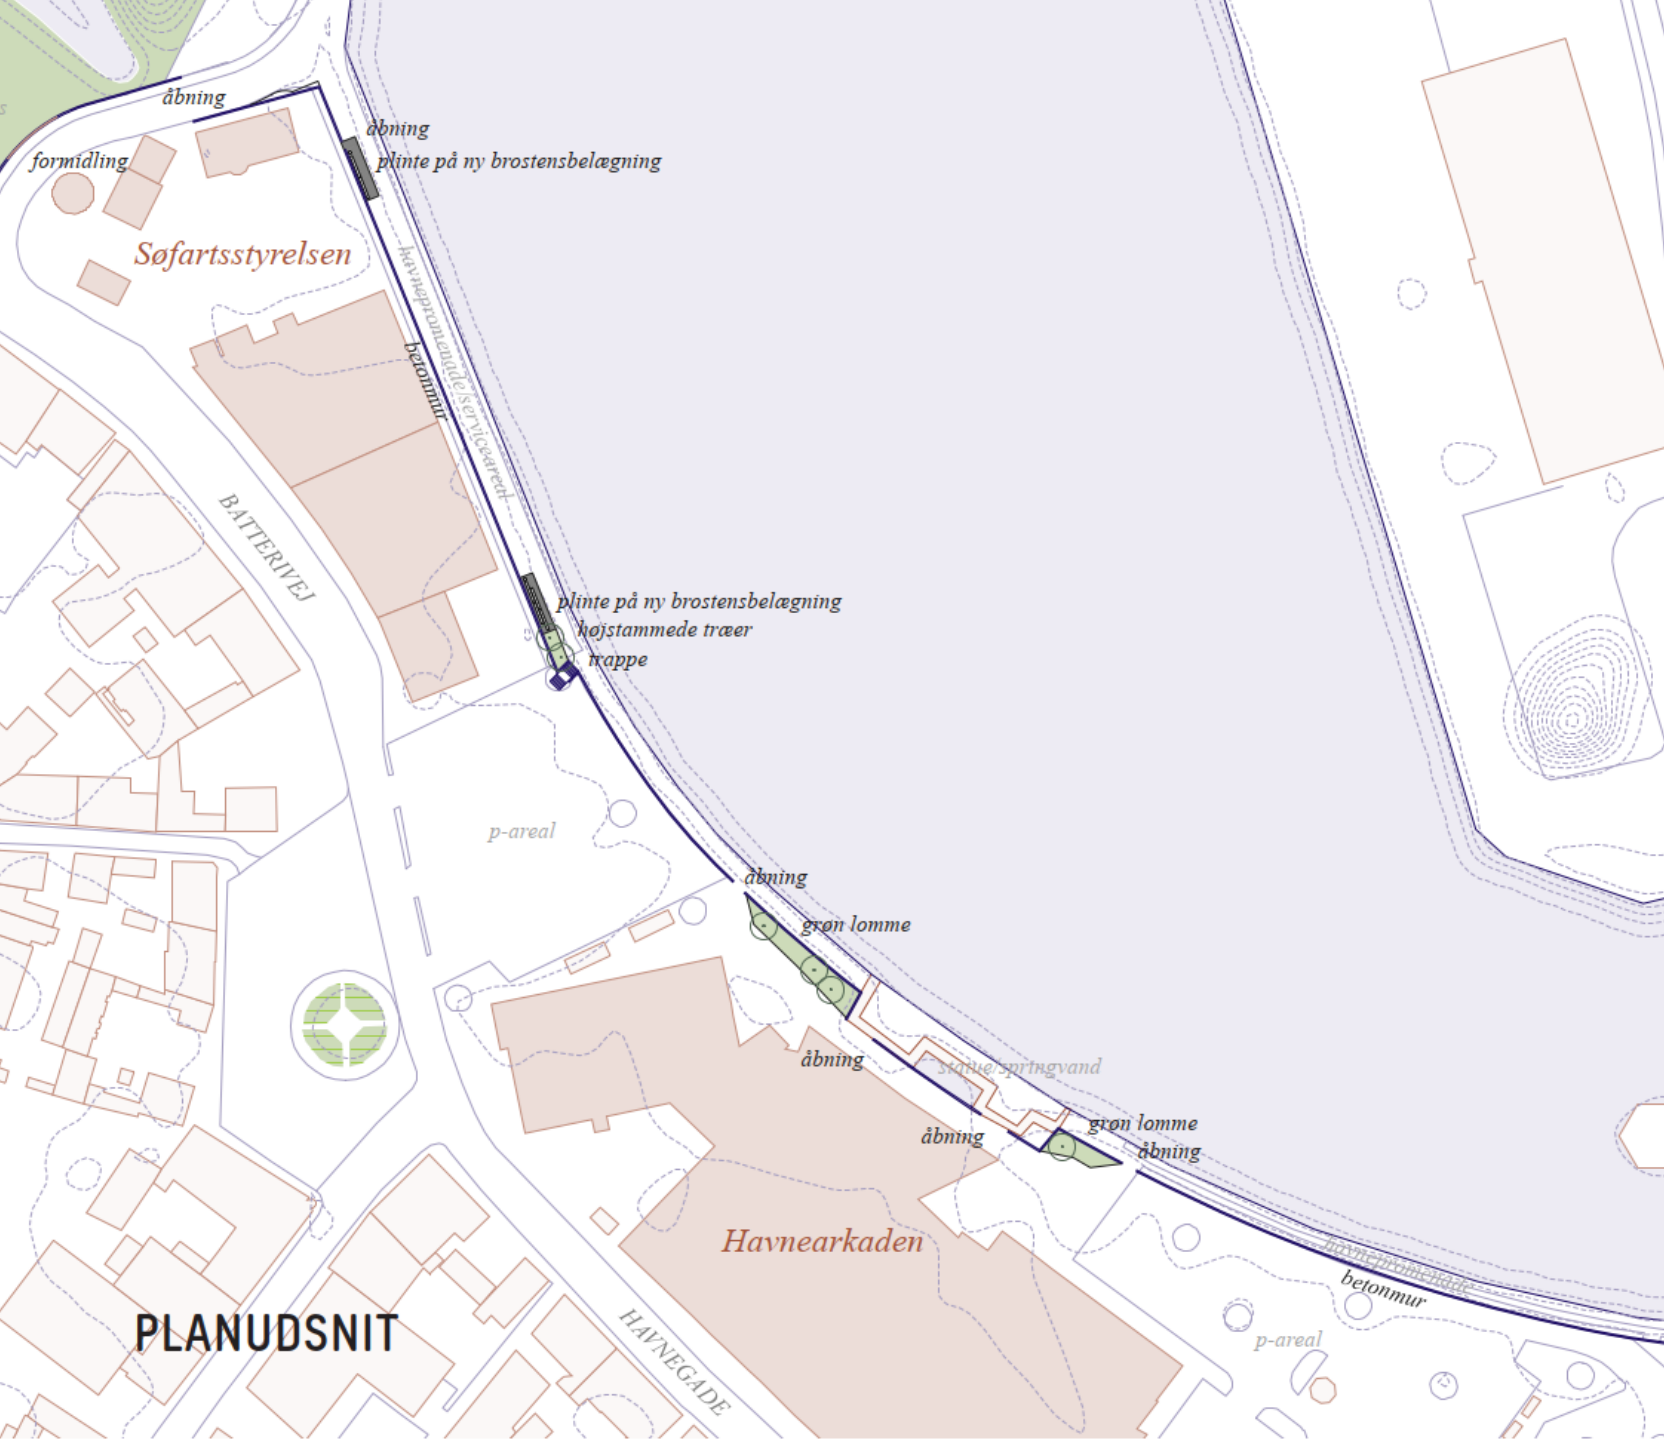 åbning
åbning
formidling
plinte på ny brostensbelægning
Søfartsstyrelsen
havnepromenade/serviceareal
betonmur
BATTERIVEJ
plinte på ny brostensbelægning
højstammede træer
trappe
p-areal
åbning
grøn lomme
åbning
statue/springvand
åbning
grøn lomme
åbning
Havnearkaden
havnepromenade
betonmur
PLANUDSNIT
HAVNEGADE
p-areal